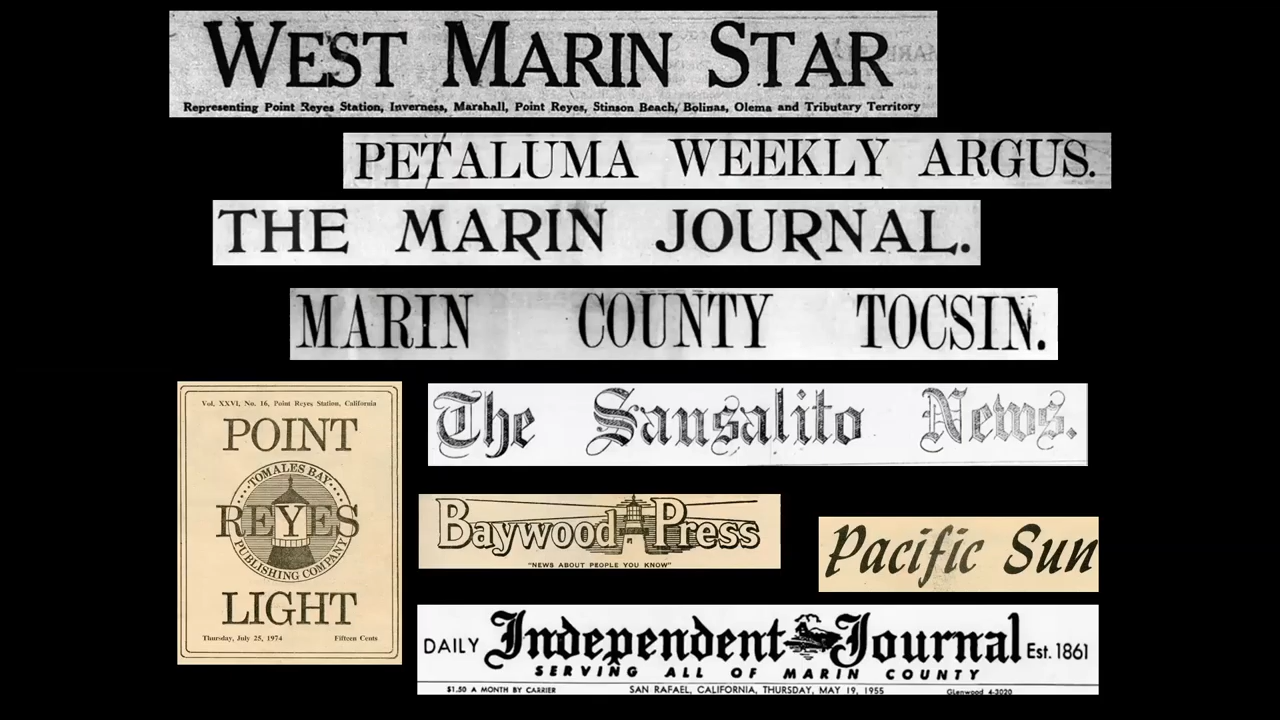 WEST MARIN STAR
Representing Point Reyes Station, Inverness, Marshall, Point Reyes, Stinson Beach, Bolinas, Olema and Tributary Territory
PETALUMA WEEKLY ARGUS.
THE MARIN JOURNAL.
MARIN COUNTY TOCSIN.
Vol. XXVI, No. 16, Point Reyes Station, California
POINT
TOMALES BAY
REYES
PUBLISHING COMPANY
LIGHT
Thursday, July 25, 1974 Fifteen Cents
The Sausalito News.
Baywood Press
"NEWS ABOUT PEOPLE YOU KNOW"
Pacific Sun
DAILY Independent Journal Est. 1861
SERVING ALL OF MARIN COUNTY
$1.50 A MONTH BY CARRIER SAN RAFAEL, CALIFORNIA, THURSDAY, MAY 19, 1955 GLenwood 4-3020